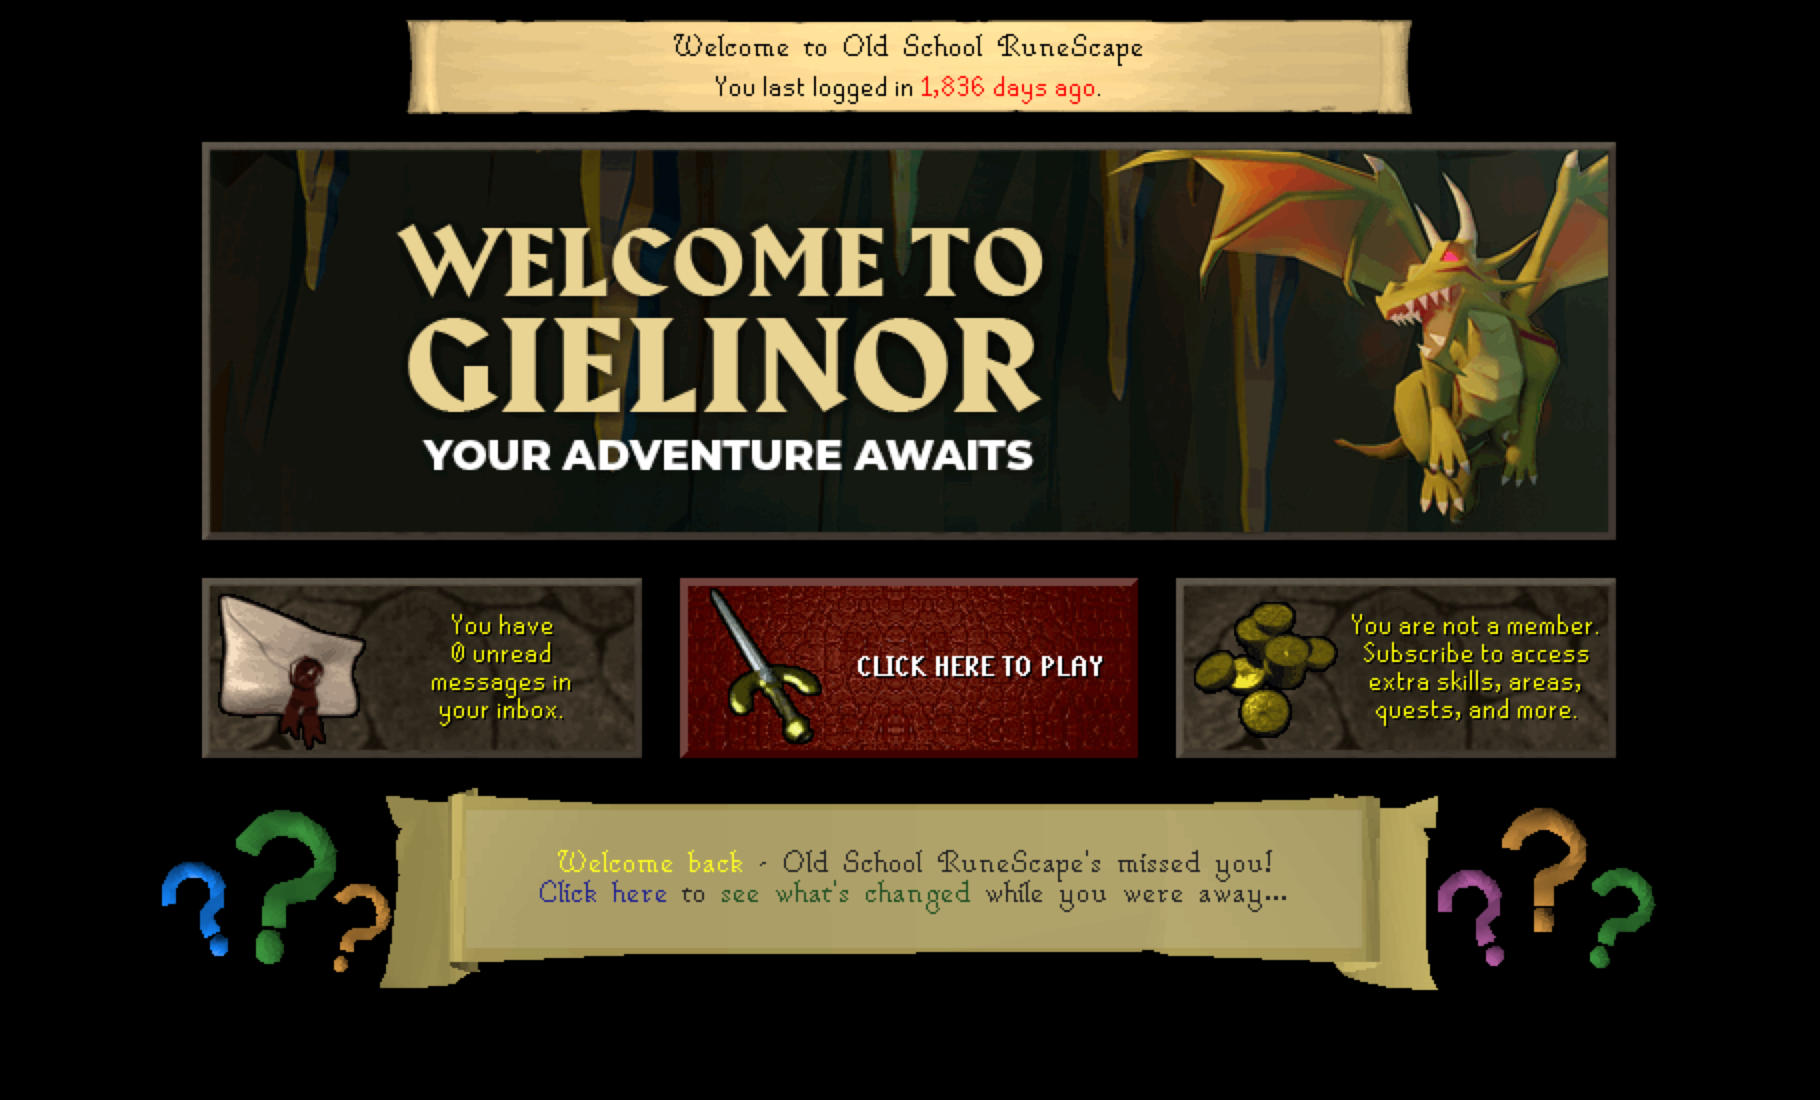 Welcome to Old School RuneScape
You last logged in 1,836 days ago.
WELCOME TO
GIELINOR
YOUR ADVENTURE AWAITS
You have
0 unread
messages in
your inbox.
CLICK HERE TO PLAY
You are not a member.
Subscribe to access
extra skills, areas,
quests, and more.
Welcome back - Old School RuneScape's missed you!
Click here to see what's changed while you were away...